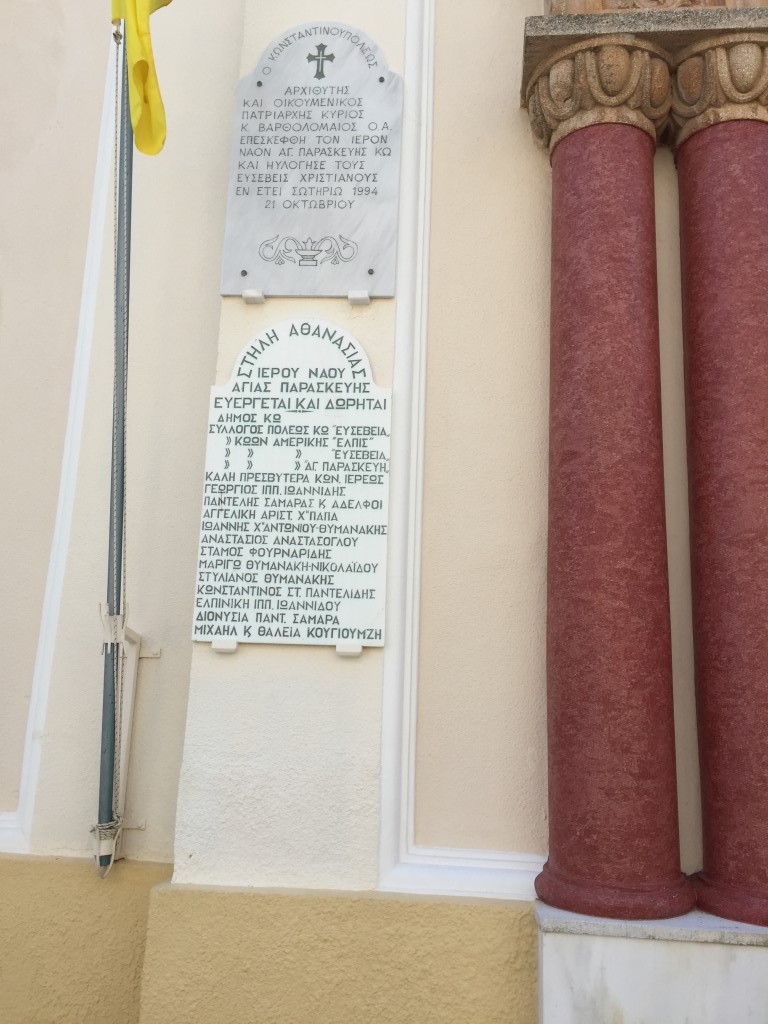 Ο ΚΩΝΣΤΑΝΤΙΝΟΥΠΟΛΕΩΣ
ΑΡΧΙΘΥΤΗΣ
ΚΑΙ ΟΙΚΟΥΜΕΝΙΚΟΣ
ΠΑΤΡΙΑΡΧΗΣ ΚΥΡΙΟΣ
Κ. ΒΑΡΘΟΛΟΜΑΙΟΣ Ο.Α.
ΕΠΕΣΚΕΦΘΗ ΤΟΝ ΙΕΡΟΝ
ΝΑΟΝ ΑΓ. ΠΑΡΑΣΚΕΥΗΣ ΚΩ
ΚΑΙ ΗΥΛΟΓΗΣΕ ΤΟΥΣ
ΕΥΣΕΒΕΙΣ ΧΡΙΣΤΙΑΝΟΥΣ
ΕΝ ΕΤΕΙ ΣΩΤΗΡΙΩ 1994
21 ΟΚΤΩΒΡΙΟΥ
ΣΤΗΛΗ ΑΘΑΝΑΣΙΑΣ
ΙΕΡΟΥ ΝΑΟΥ
ΑΓΙΑΣ ΠΑΡΑΣΚΕΥΗΣ
ΕΥΕΡΓΕΤΑΙ ΚΑΙ ΔΩΡΗΤΑΙ
ΔΗΜΟΣ ΚΩ
ΣΥΛΛΟΓΟΣ ΠΟΛΕΩΣ ΚΩ "ΕΥΣΕΒΕΙΑ„
» ΚΩΩΝ ΑΜΕΡΙΚΗΣ "ΕΛΠΙΣ"
» » » "ΕΥΣΕΒΕΙΑ„
» » » "ΑΓ. ΠΑΡΑΣΚΕΥΗ„
ΚΑΛΗ ΠΡΕΣΒΥΤΕΡΑ ΚΩΝ. ΙΕΡΕΩΣ
ΓΕΩΡΓΙΟΣ ΙΠΠ. ΙΩΑΝΝΙΔΗΣ
ΠΑΝΤΕΛΗΣ ΣΑΜΑΡΑΣ Κ. ΑΔΕΛΦΟΙ
ΑΓΓΕΛΙΚΗ ΑΡΙΣΤ. Χ"ΠΑΠΑ
ΙΩΑΝΝΗΣ Χ"ΑΝΤΩΝΙΟΥ-ΘΥΜΑΝΑΚΗΣ
ΑΝΑΣΤΑΣΙΟΣ ΑΝΑΣΤΑΣΟΓΛΟΥ
ΣΤΑΜΟΣ ΦΟΥΡΝΑΡΙΔΗΣ
ΜΑΡΙΓΩ ΘΥΜΑΝΑΚΗ-ΝΙΚΟΛΑΪΔΟΥ
ΣΤΥΛΙΑΝΟΣ ΘΥΜΑΝΑΚΗΣ
ΚΩΝΣΤΑΝΤΙΝΟΣ ΣΤ. ΠΑΝΤΕΛΙΔΗΣ
ΕΛΠΙΝΙΚΗ ΙΠΠ. ΙΩΑΝΝΙΔΟΥ
ΔΙΟΝΥΣΙΑ ΠΑΝΤ. ΣΑΜΑΡΑ
ΜΙΧΑΗΛ Κ. ΘΑΛΕΙΑ ΚΟΥΓΙΟΥΜΖΗ